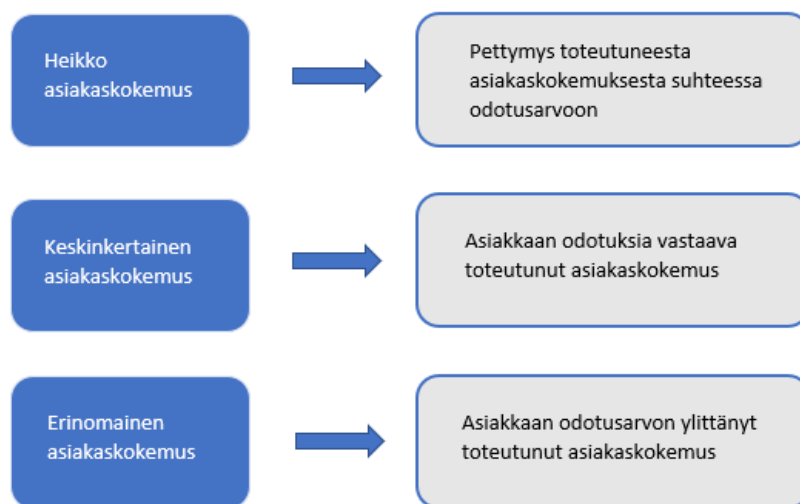 Heikko
asiakaskokemus
Pettymys toteutuneesta
asiakaskokemuksesta suhteessa
odotusarvoon
Keskinkertainen
asiakaskokemus
Asiakkaan odotuksia vastaava
toteutunut asiakaskokemus
Erinomainen
asiakaskokemus
Asiakkaan odotusarvon ylittänyt
toteutunut asiakaskokemus